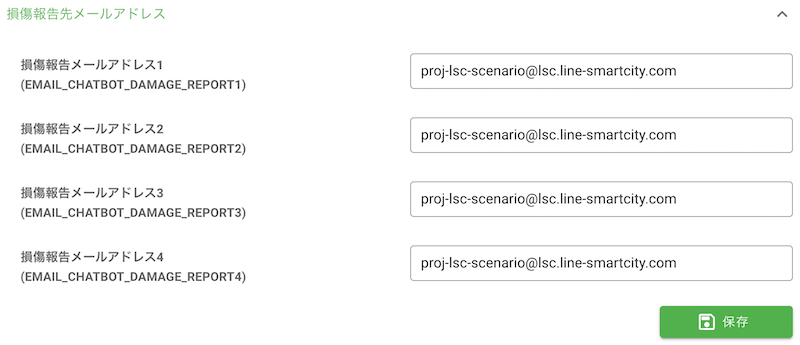 損傷報告先メールアドレス
損傷報告メールアドレス1
(EMAIL_CHATBOT_DAMAGE_REPORT1)
proj-lsc-scenario@lsc.line-smartcity.com
損傷報告メールアドレス2
(EMAIL_CHATBOT_DAMAGE_REPORT2)
proj-lsc-scenario@lsc.line-smartcity.com
損傷報告メールアドレス3
(EMAIL_CHATBOT_DAMAGE_REPORT3)
proj-lsc-scenario@lsc.line-smartcity.com
損傷報告メールアドレス4
(EMAIL_CHATBOT_DAMAGE_REPORT4)
proj-lsc-scenario@lsc.line-smartcity.com
保存